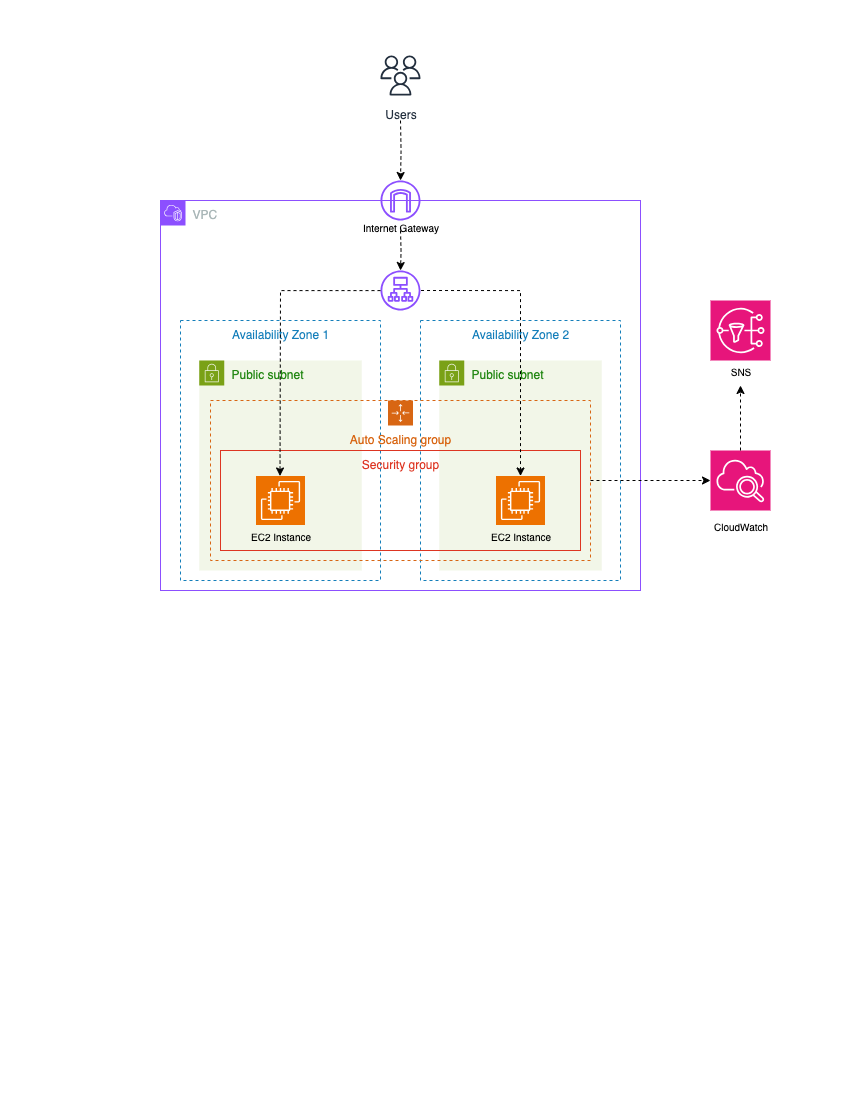 Users
VPC
Internet Gateway
Availability Zone 1
Availability Zone 2
Public subnet
Public subnet
SNS
Auto Scaling group
Security group
EC2 Instance
EC2 Instance
CloudWatch